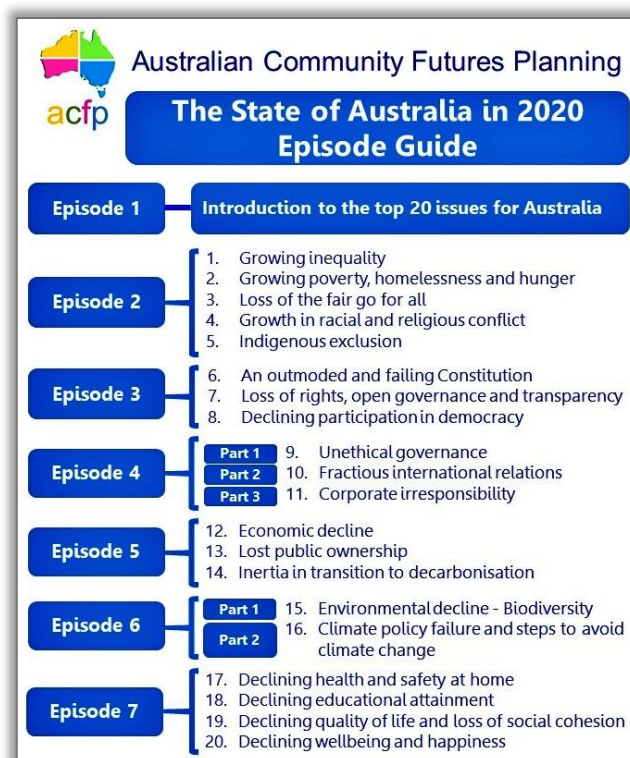 Australian Community Futures Planning
acfp
The State of Australia in 2020
Episode Guide
Episode 1
Introduction to the top 20 issues for Australia
Episode 2
1. Growing inequality
2. Growing poverty, homelessness and hunger
3. Loss of the fair go for all
4. Growth in racial and religious conflict
5. Indigenous exclusion
Episode 3
6. An outmoded and failing Constitution
7. Loss of rights, open governance and transparency
8. Declining participation in democracy
Episode 4
Part 1 9. Unethical governance
Part 2 10. Fractious international relations
Part 3 11. Corporate irresponsibility
Episode 5
12. Economic decline
13. Lost public ownership
14. Inertia in transition to decarbonisation
Episode 6
Part 1 15. Environmental decline - Biodiversity
Part 2 16. Climate policy failure and steps to avoid
climate change
Episode 7
17. Declining health and safety at home
18. Declining educational attainment
19. Declining quality of life and loss of social cohesion
20. Declining wellbeing and happiness